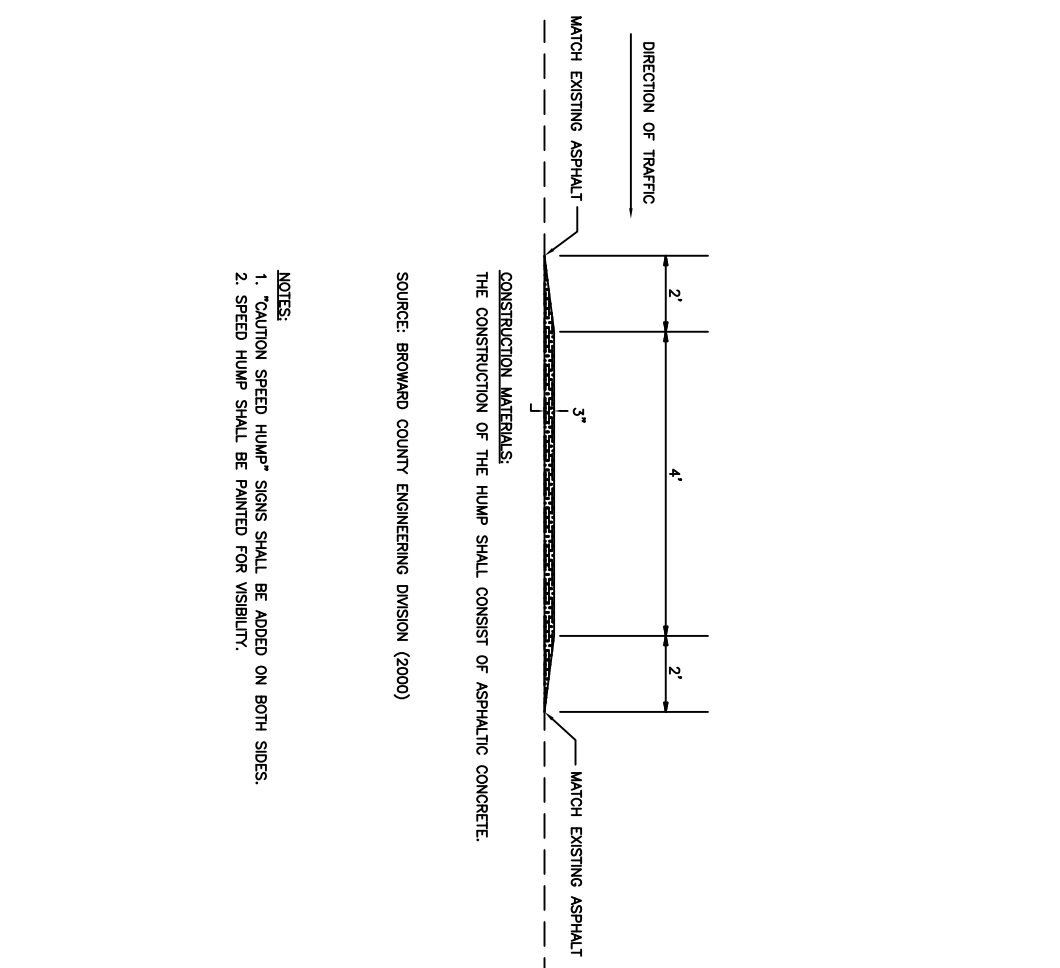 2' 4' 2'
DIRECTION OF TRAFFIC
MATCH EXISTING ASPHALT
3"
MATCH EXISTING ASPHALT
CONSTRUCTION MATERIALS:
THE CONSTRUCTION OF THE HUMP SHALL CONSIST OF ASPHALTIC CONCRETE.
SOURCE: BROWARD COUNTY ENGINEERING DIVISION (2000)
NOTES:
1. "CAUTION SPEED HUMP" SIGNS SHALL BE ADDED ON BOTH SIDES.
2. SPEED HUMP SHALL BE PAINTED FOR VISIBILITY.